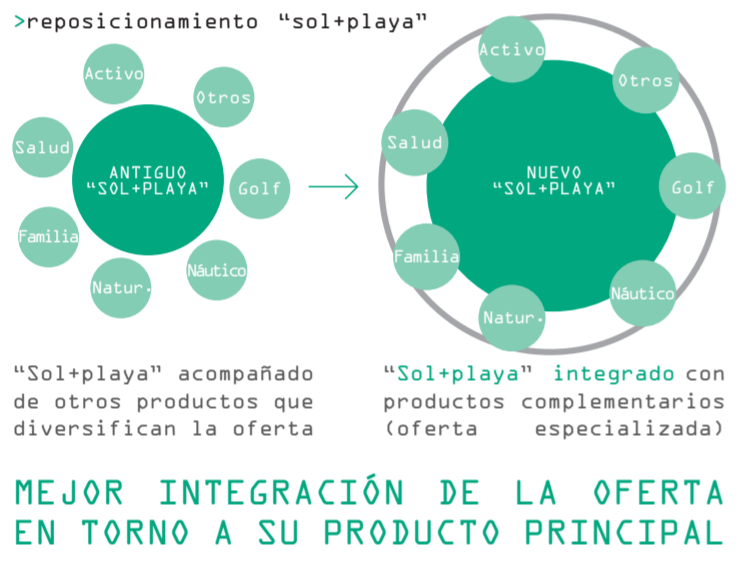 >reposicionamiento “sol+playa”
Activo
Otros
Salud
ANTIGUO
“SOL+PLAYA”
Golf
Familia
Náutico
Natur.
Activo
Otros
Salud
NUEVO
“SOL+PLAYA”
Golf
Familia
Náutico
Natur.
“Sol+playa” acompañado
de otros productos que
diversifican la oferta
“Sol+playa” integrado con
productos complementarios
(oferta especializada)
MEJOR INTEGRACIÓN DE LA OFERTA
EN TORNO A SU PRODUCTO PRINCIPAL